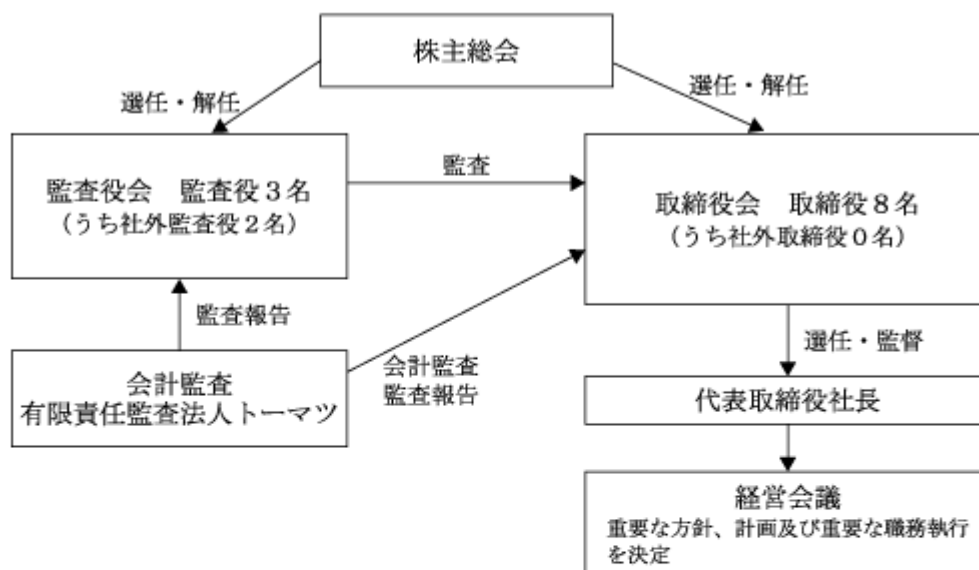 株主総会
選任・解任
選任・解任
監査役会　監査役３名
（うち社外監査役２名）
監査
取締役会　取締役８名
（うち社外取締役０名）
監査報告
会計監査
監査報告
選任・監督
会計監査
有限責任監査法人トーマツ
代表取締役社長
経営会議
重要な方針、計画及び重要な職務執行
を決定